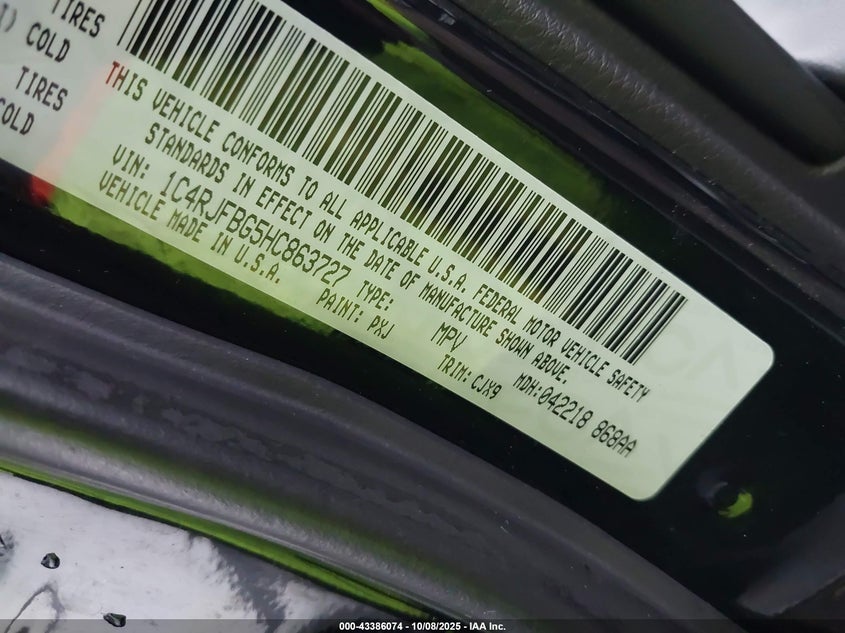 TIRES
I) COLD
TIRES
COLD
THIS VEHICLE CONFORMS TO ALL APPLICABLE U.S.A. FEDERAL MOTOR VEHICLE SAFETY
STANDARDS IN EFFECT ON THE DATE OF MANUFACTURE SHOWN ABOVE.
VIN: 1C4RJFBG5HC863727 TYPE: MPV MDH:042218 868AA
VEHICLE MADE IN U.S.A. PAINT: PXJ TRIM: CJX9
000-43386074 - 10/08/2025 - IAA Inc.